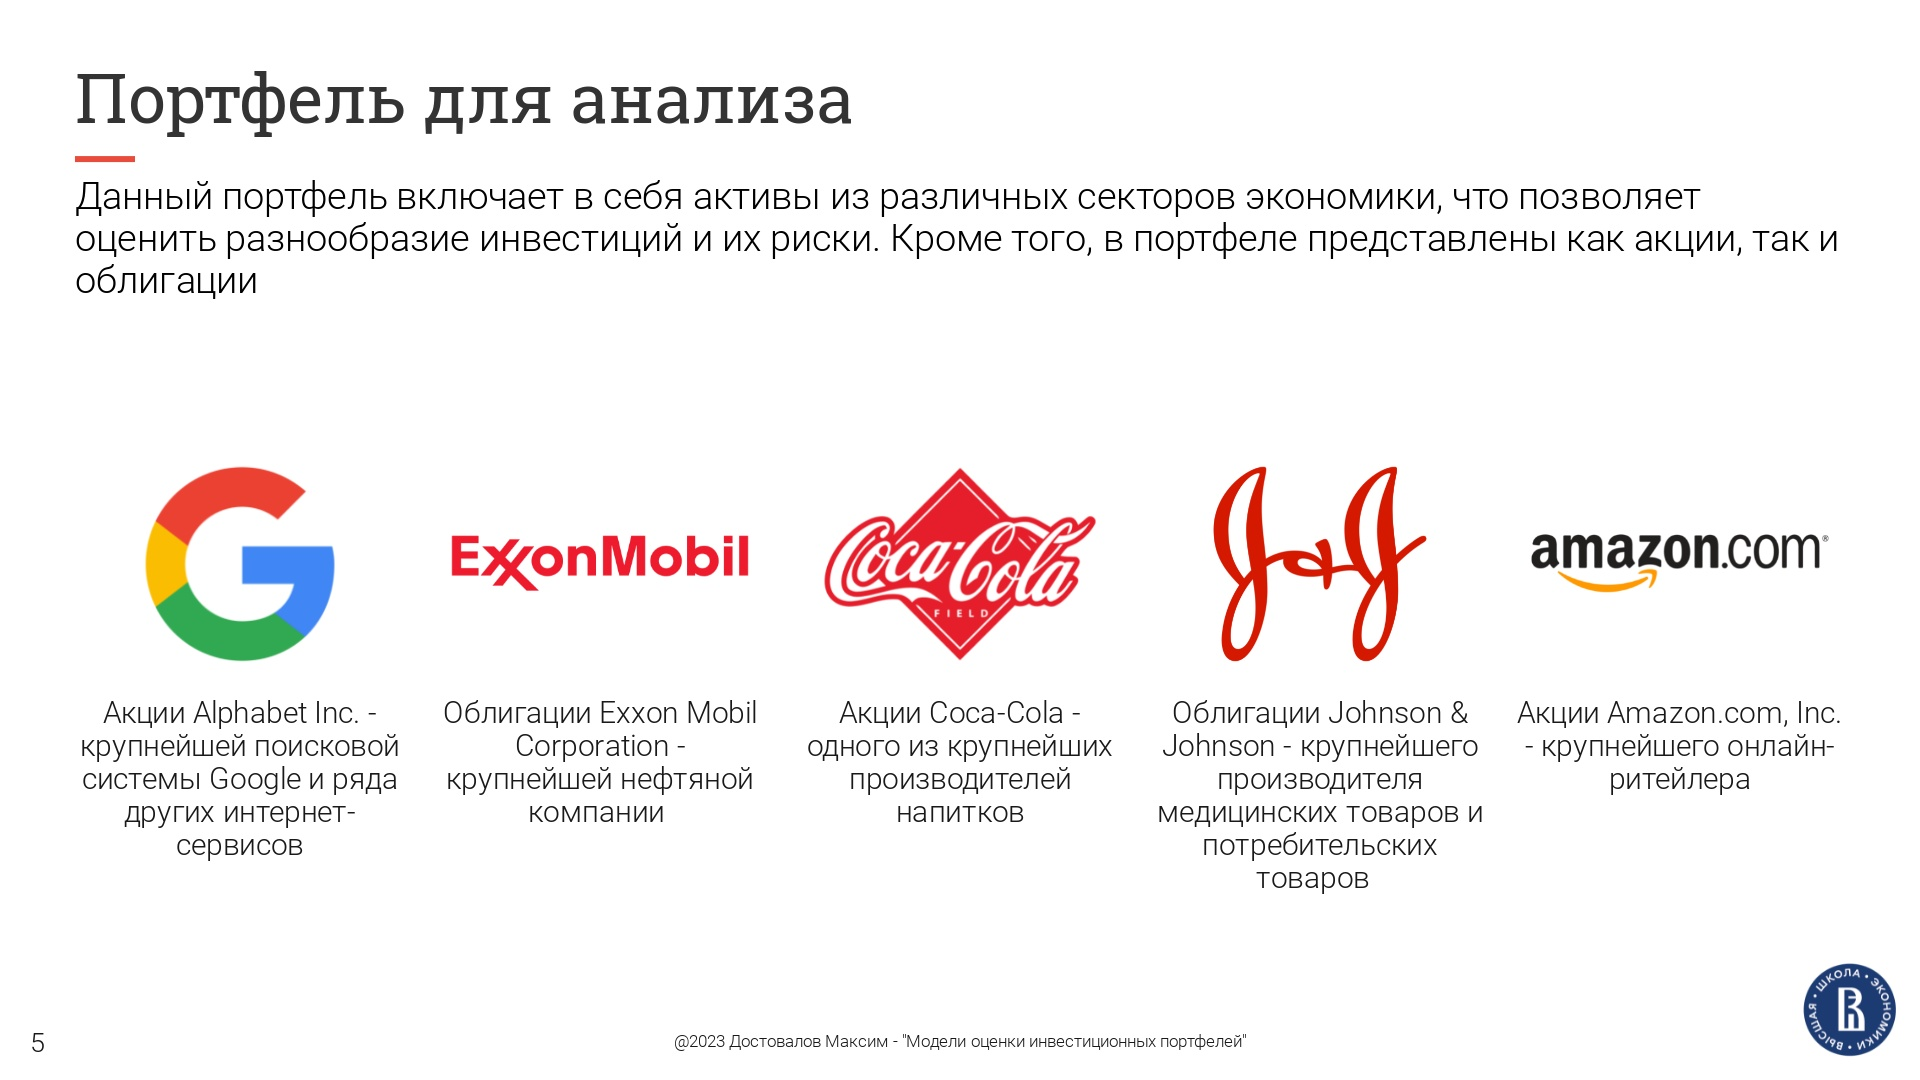 Портфель для анализа
Данный портфель включает в себя активы из различных секторов экономики, что позволяет
оценить разнообразие инвестиций и их риски. Кроме того, в портфеле представлены как акции, так и
облигации
ExxonMobil
Coca-Cola
FIELD
J&J
amazon.com®
Акции Alphabet Inc. -
крупнейшей поисковой
системы Google и ряда
других интернет-
сервисов
Облигации Exxon Mobil
Corporation -
крупнейшей нефтяной
компании
Акции Coca-Cola -
одного из крупнейших
производителей
напитков
Облигации Johnson &
Johnson - крупнейшего
производителя
медицинских товаров и
потребительских
товаров
Акции Amazon.com, Inc.
- крупнейшего онлайн-
ритейлера
ВЫСШАЯ • ШКОЛА • ЭКОНОМИКИ •
5
@2023 Достовалов Максим - "Модели оценки инвестиционных портфелей"